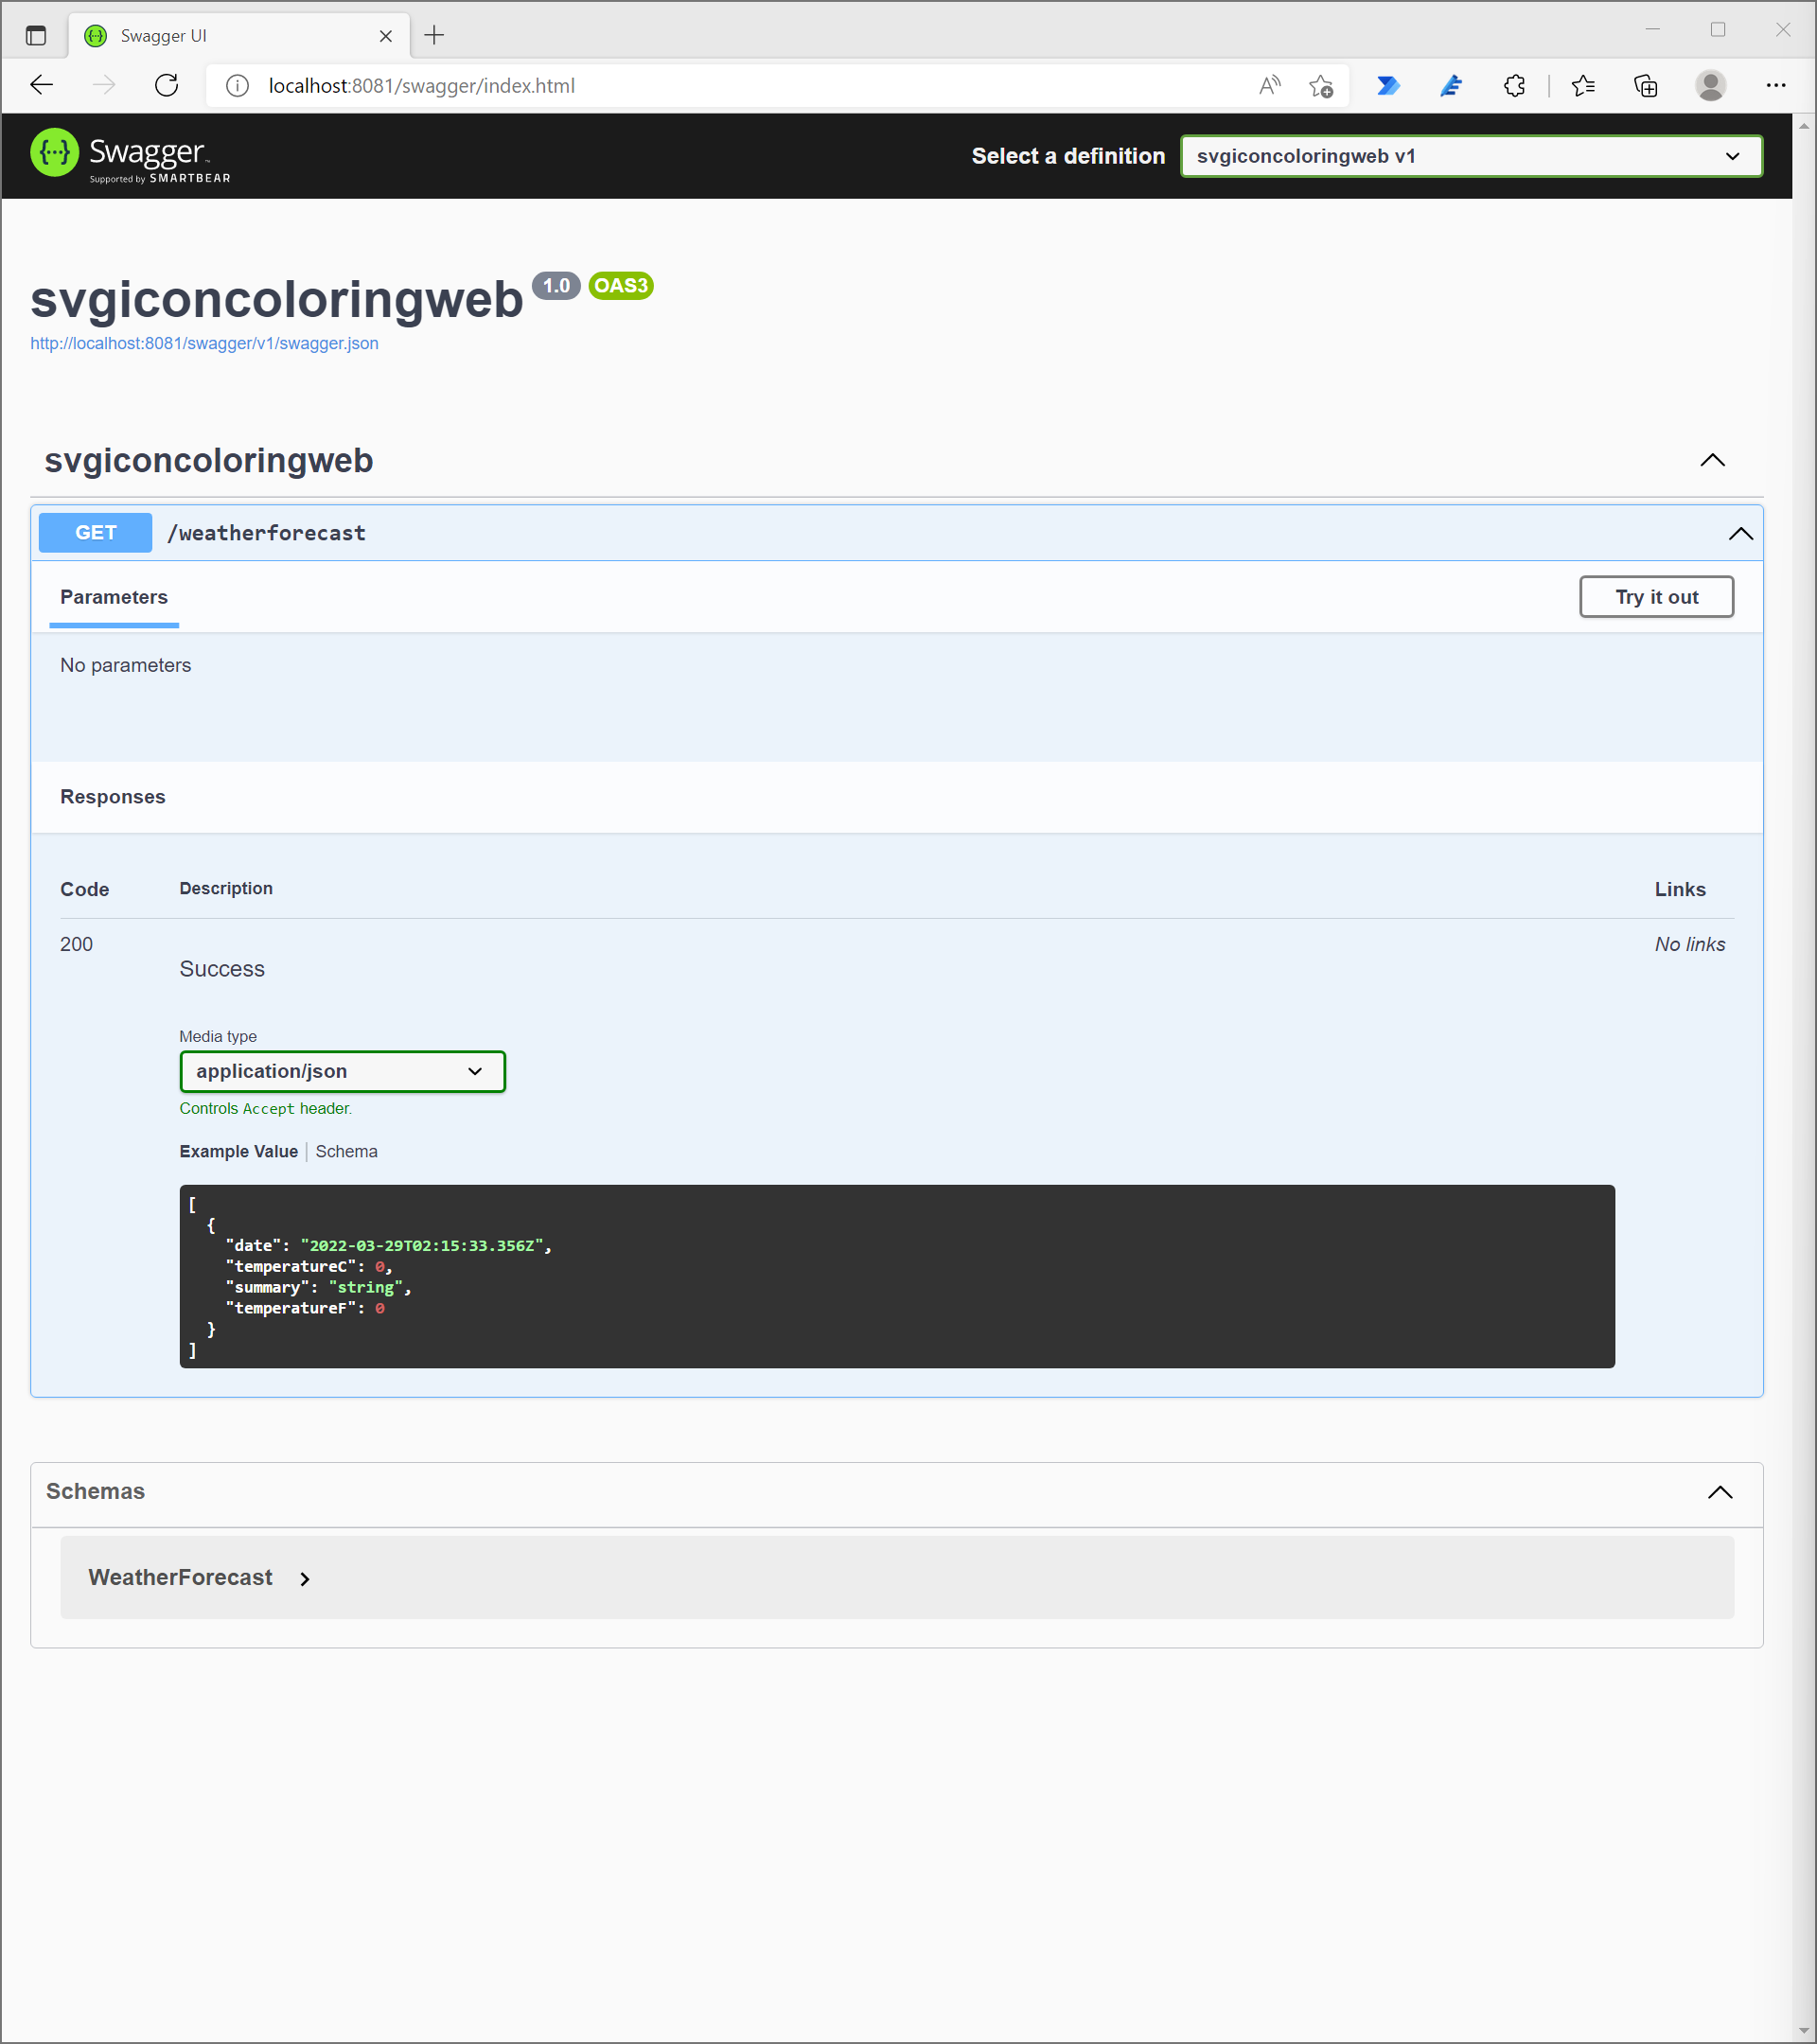 Swagger UI
localhost:8081/swagger/index.html
Swagger™
Supported by SMARTBEAR
Select a definition
svgiconcoloringweb v1
svgiconcoloringweb 1.0 OAS3
http://localhost:8081/swagger/v1/swagger.json
svgiconcoloringweb
GET /weatherforecast
Parameters
Try it out
No parameters
Responses
Code Description Links
200 No links
Success
Media type
application/json
Controls Accept header.
Example Value Schema
[
  {
    "date": "2022-03-29T02:15:33.356Z",
    "temperatureC": 0,
    "summary": "string",
    "temperatureF": 0
  }
]
Schemas
WeatherForecast